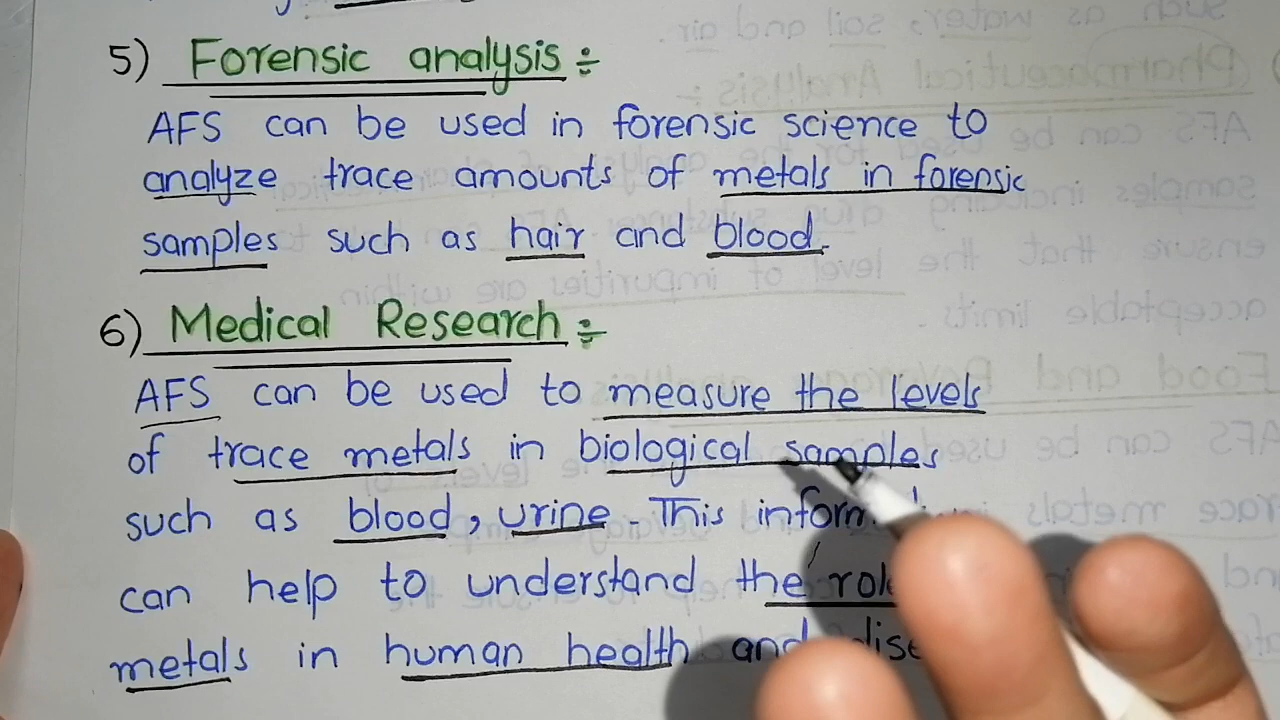 5) Forensic analysis ÷
AFS can be used in forensic science to
analyze trace amounts of metals in forensic
samples such as hair and blood.
6) Medical Research ÷
AFS can be used to measure the levels
of trace metals in biological samples
such as blood, urine. This
can help to understand the
metals in human health and